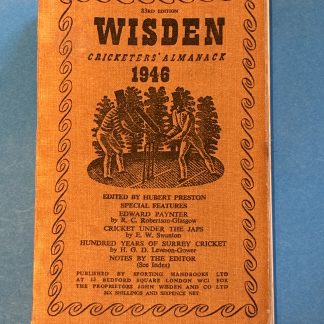 83RD EDITION
WISDEN
CRICKETERS' ALMANACK
1946
EDITED BY HUBERT PRESTON
SPECIAL FEATURES
EDWARD PAYNTER
by R. C. Robertson-Glasgow
CRICKET UNDER THE JAPS
by E. W. Swanton
HUNDRED YEARS OF SURREY CRICKET
by H. D. G. Leveson-Gower
NOTES BY THE EDITOR
(See Index)
PUBLISHED BY SPORTING HANDBOOKS LTD
AT 13 BEDFORD SQUARE LONDON WC1 FOR
THE PROPRIETORS JOHN WISDEN AND CO LTD
SIX SHILLINGS AND SIXPENCE NET